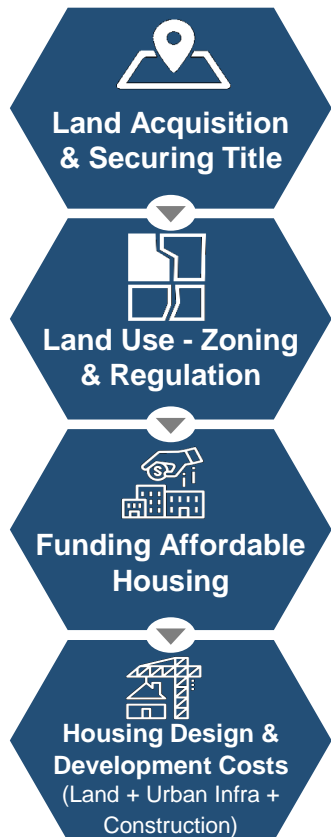 Land Acquisition
& Securing Title
Land Use - Zoning
& Regulation
$
Funding Affordable
Housing
Housing Design &
Development Costs
(Land + Urban Infra +
Construction)